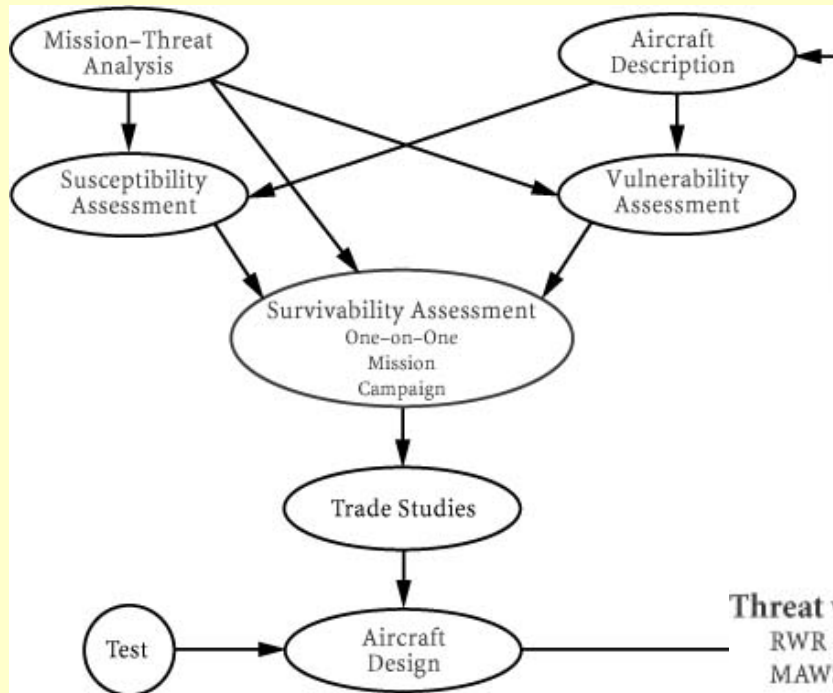 Mission–Threat
Analysis
Aircraft
Description
Susceptibility
Assessment
Vulnerability
Assessment
Survivability Assessment
One–on–One
Mission
Campaign
Trade Studies
Test
Aircraft
Design
Threat
RWR